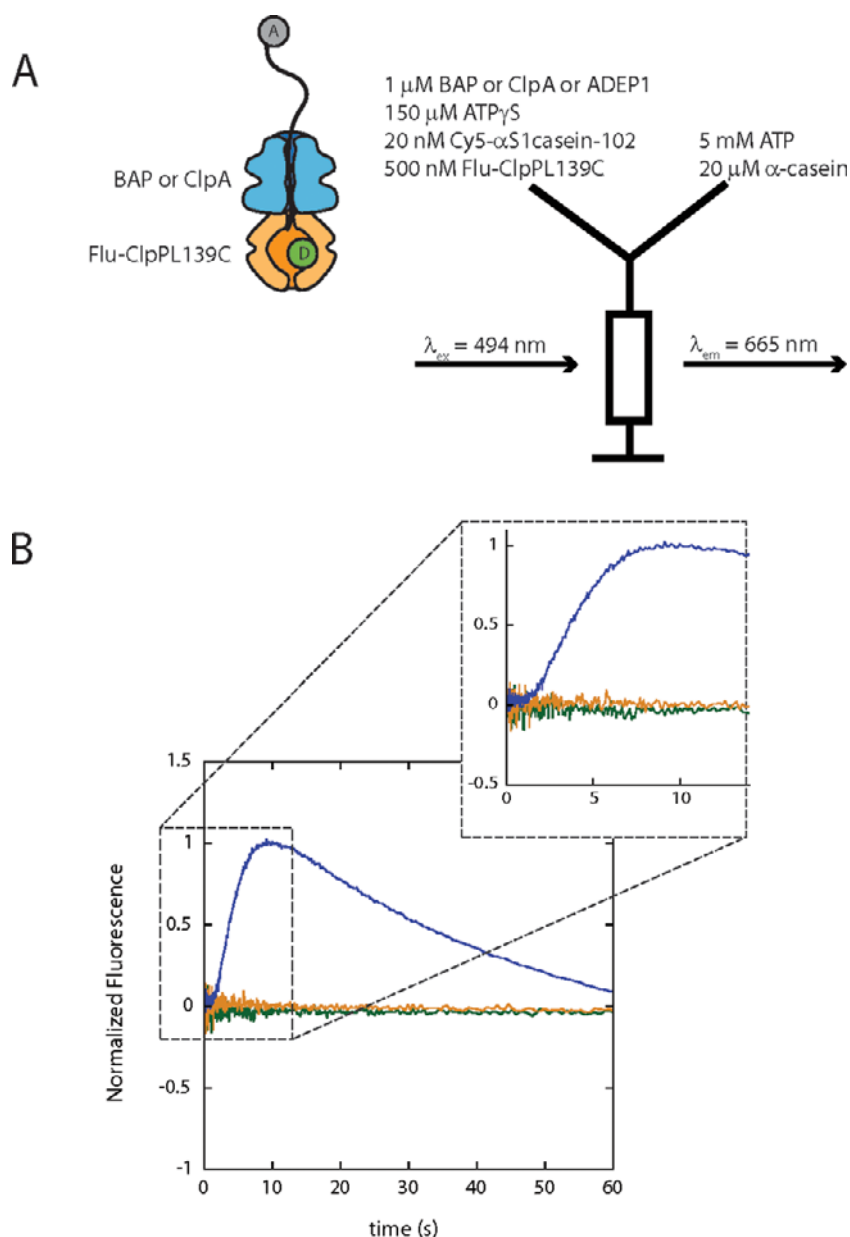 A
A
1 μM BAP or ClpA or ADEP1
150 μM ATPγS
20 nM Cy5-αS1casein-102
500 nM Flu-ClpPL139C
5 mM ATP
20 μM α-casein
BAP or ClpA
Flu-ClpPL139C
D
λex = 494 nm
λem = 665 nm
B
1
0.5
0
-0.5
0 5 10
1.5
1
0.5
0
-0.5
-1
Normalized Fluorescence
0 10 20 30 40 50 60
time (s)